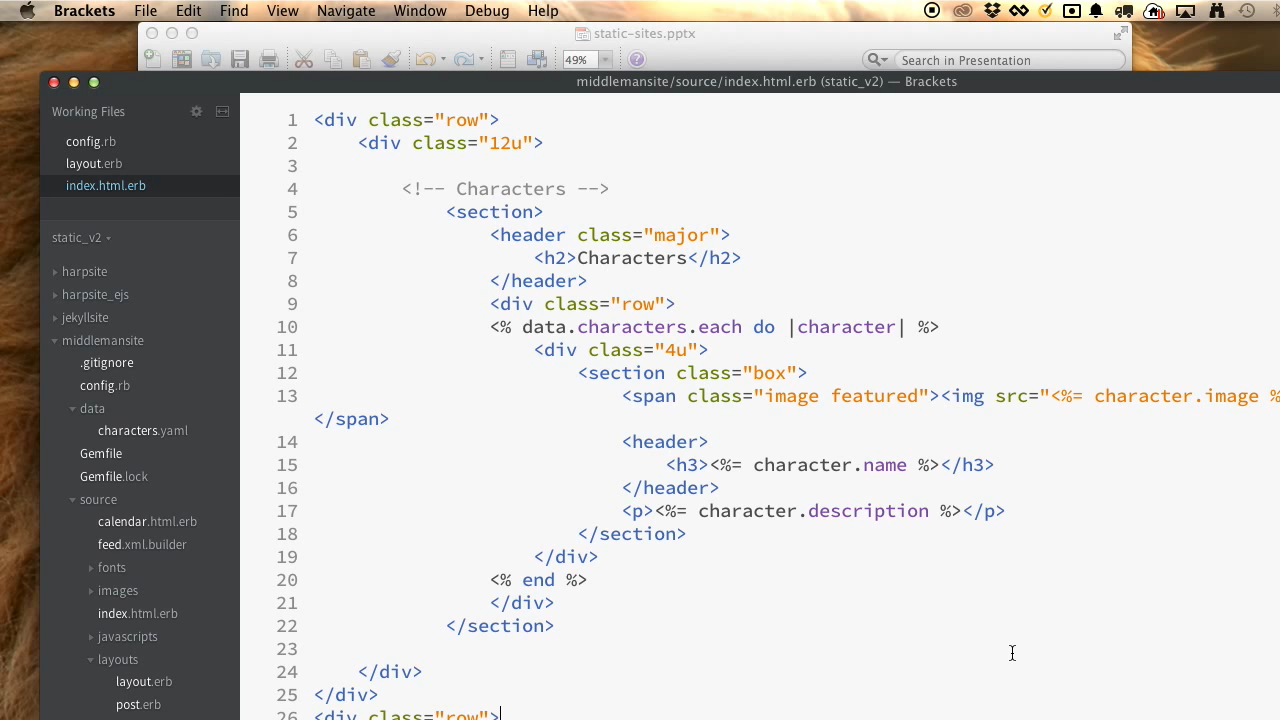 Brackets File Edit Find View Navigate Window Debug Help
static-sites.pptx
49% Search in Presentation
middlemansite/source/index.html.erb (static_v2) — Brackets
Working Files
config.rb
layout.erb
index.html.erb
static_v2
harpsite
harpsite_ejs
jekyllsite
middlemansite
.gitignore
config.rb
data
characters.yaml
Gemfile
Gemfile.lock
source
calendar.html.erb
feed.xml.builder
fonts
images
index.html.erb
javascripts
layouts
layout.erb
post.erb
1 <div class="row">
2 <div class="12u">
3
4 <!-- Characters -->
5 <section>
6 <header class="major">
7 <h2>Characters</h2>
8 </header>
9 <div class="row">
10 <% data.characters.each do |character| %>
11 <div class="4u">
12 <section class="box">
13 <span class="image featured"><img src="<%= character.image %
</span>
14 <header>
15 <h3><%= character.name %></h3>
16 </header>
17 <p><%= character.description %></p>
18 </section>
19 </div>
20 <% end %>
21 </div>
22 </section>
23
24 </div>
25 </div>
26 <div class="row">